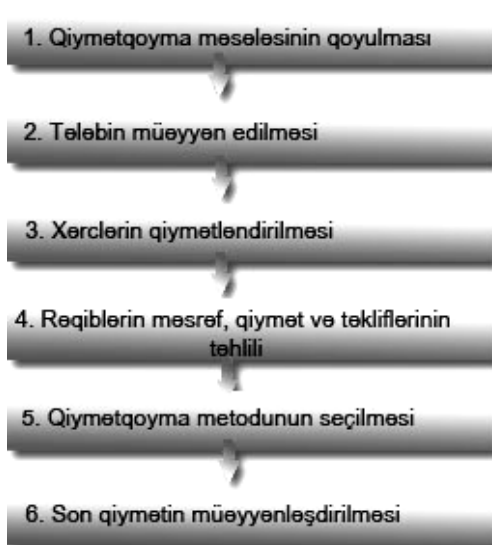 1. Qiymətqoyma məsələsinin qoyulması
2. Tələbin müəyyən edilməsi
3. Xərclərin qiymətləndirilməsi
4. Rəqiblərin məsrəf, qiymət və təkliflərinin
təhlili
5. Qiymətqoyma metodunun seçilməsi
6. Son qiymətin müəyyənləşdirilməsi